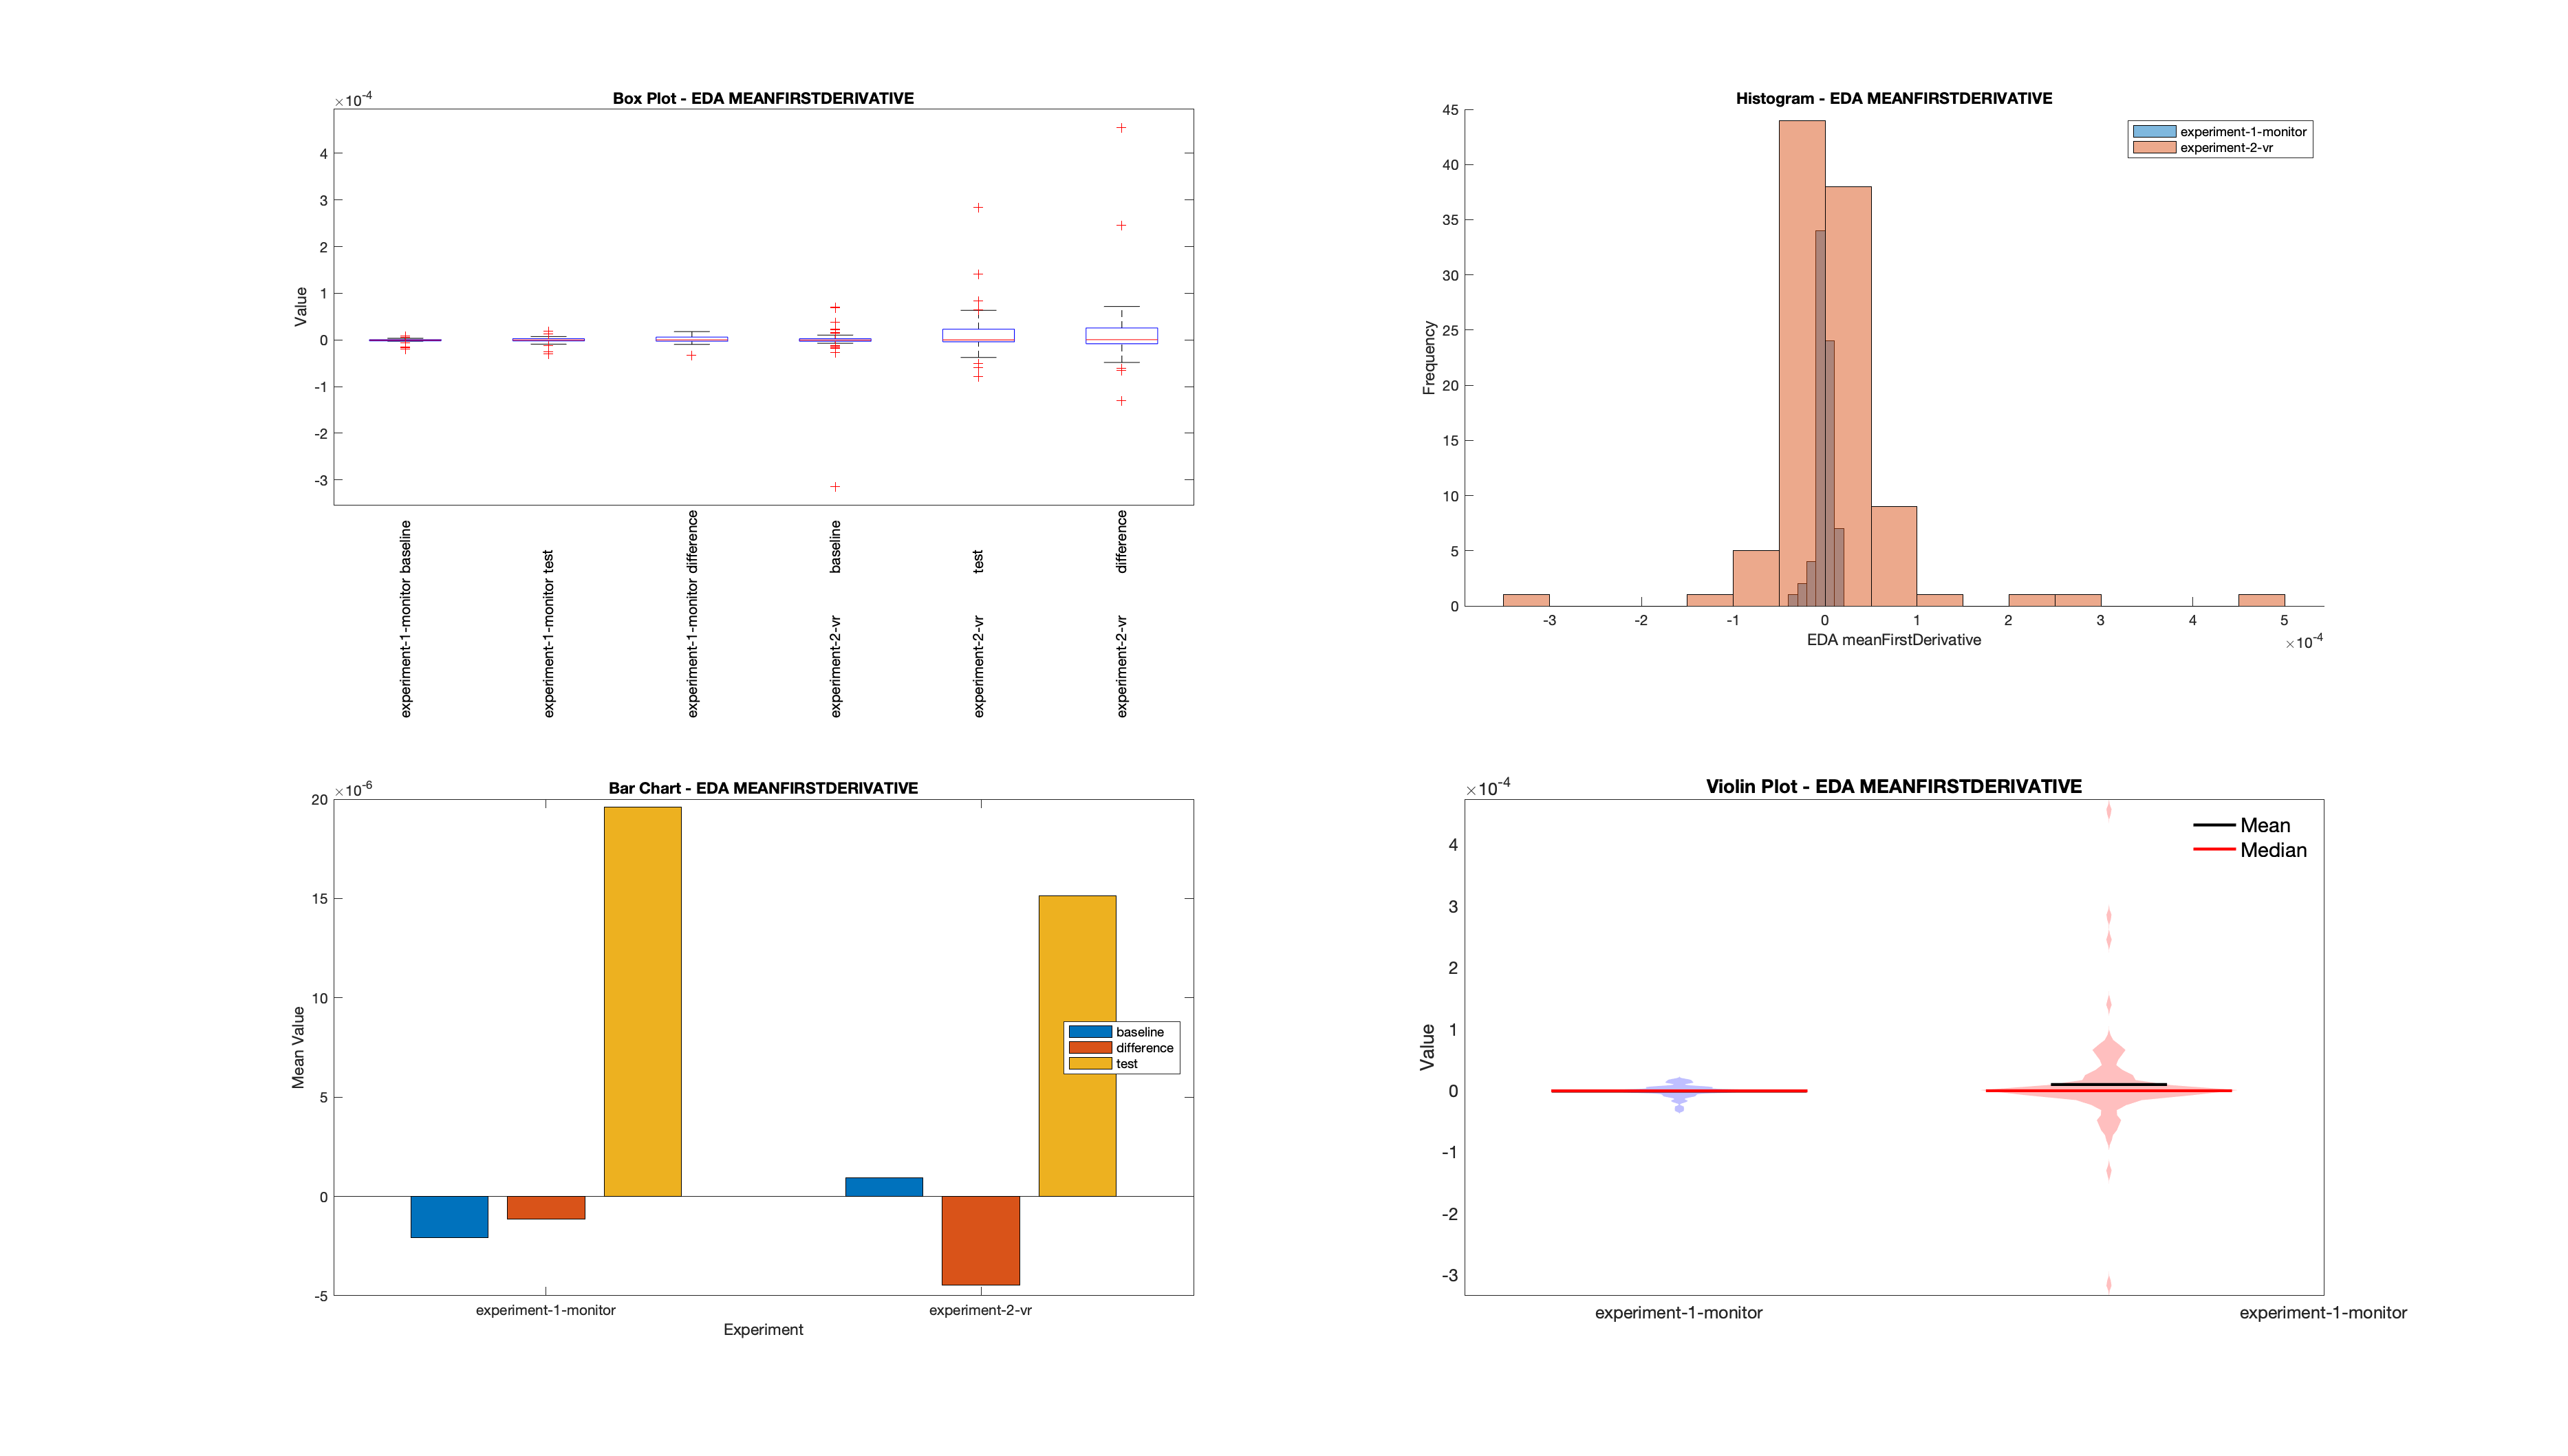 Box Plot - EDA MEANFIRSTDERIVATIVE
×10-4
4
3
2
1
0
-1
-2
-3
Value
experiment-1-monitor baseline
experiment-1-monitor test
experiment-1-monitor difference
experiment-2-vr baseline
experiment-2-vr test
experiment-2-vr difference
Histogram - EDA MEANFIRSTDERIVATIVE
45
40
35
30
25
20
15
10
5
0
Frequency
experiment-1-monitor
experiment-2-vr
-3 -2 -1 0 1 2 3 4 5
EDA meanFirstDerivative
×10-4
Bar Chart - EDA MEANFIRSTDERIVATIVE
×10-6
20
15
10
5
0
-5
Mean Value
baseline
difference
test
experiment-1-monitor experiment-2-vr
Experiment
Violin Plot - EDA MEANFIRSTDERIVATIVE
×10-4
4
3
2
1
0
-1
-2
-3
Value
Mean
Median
experiment-1-monitor experiment-1-monitor